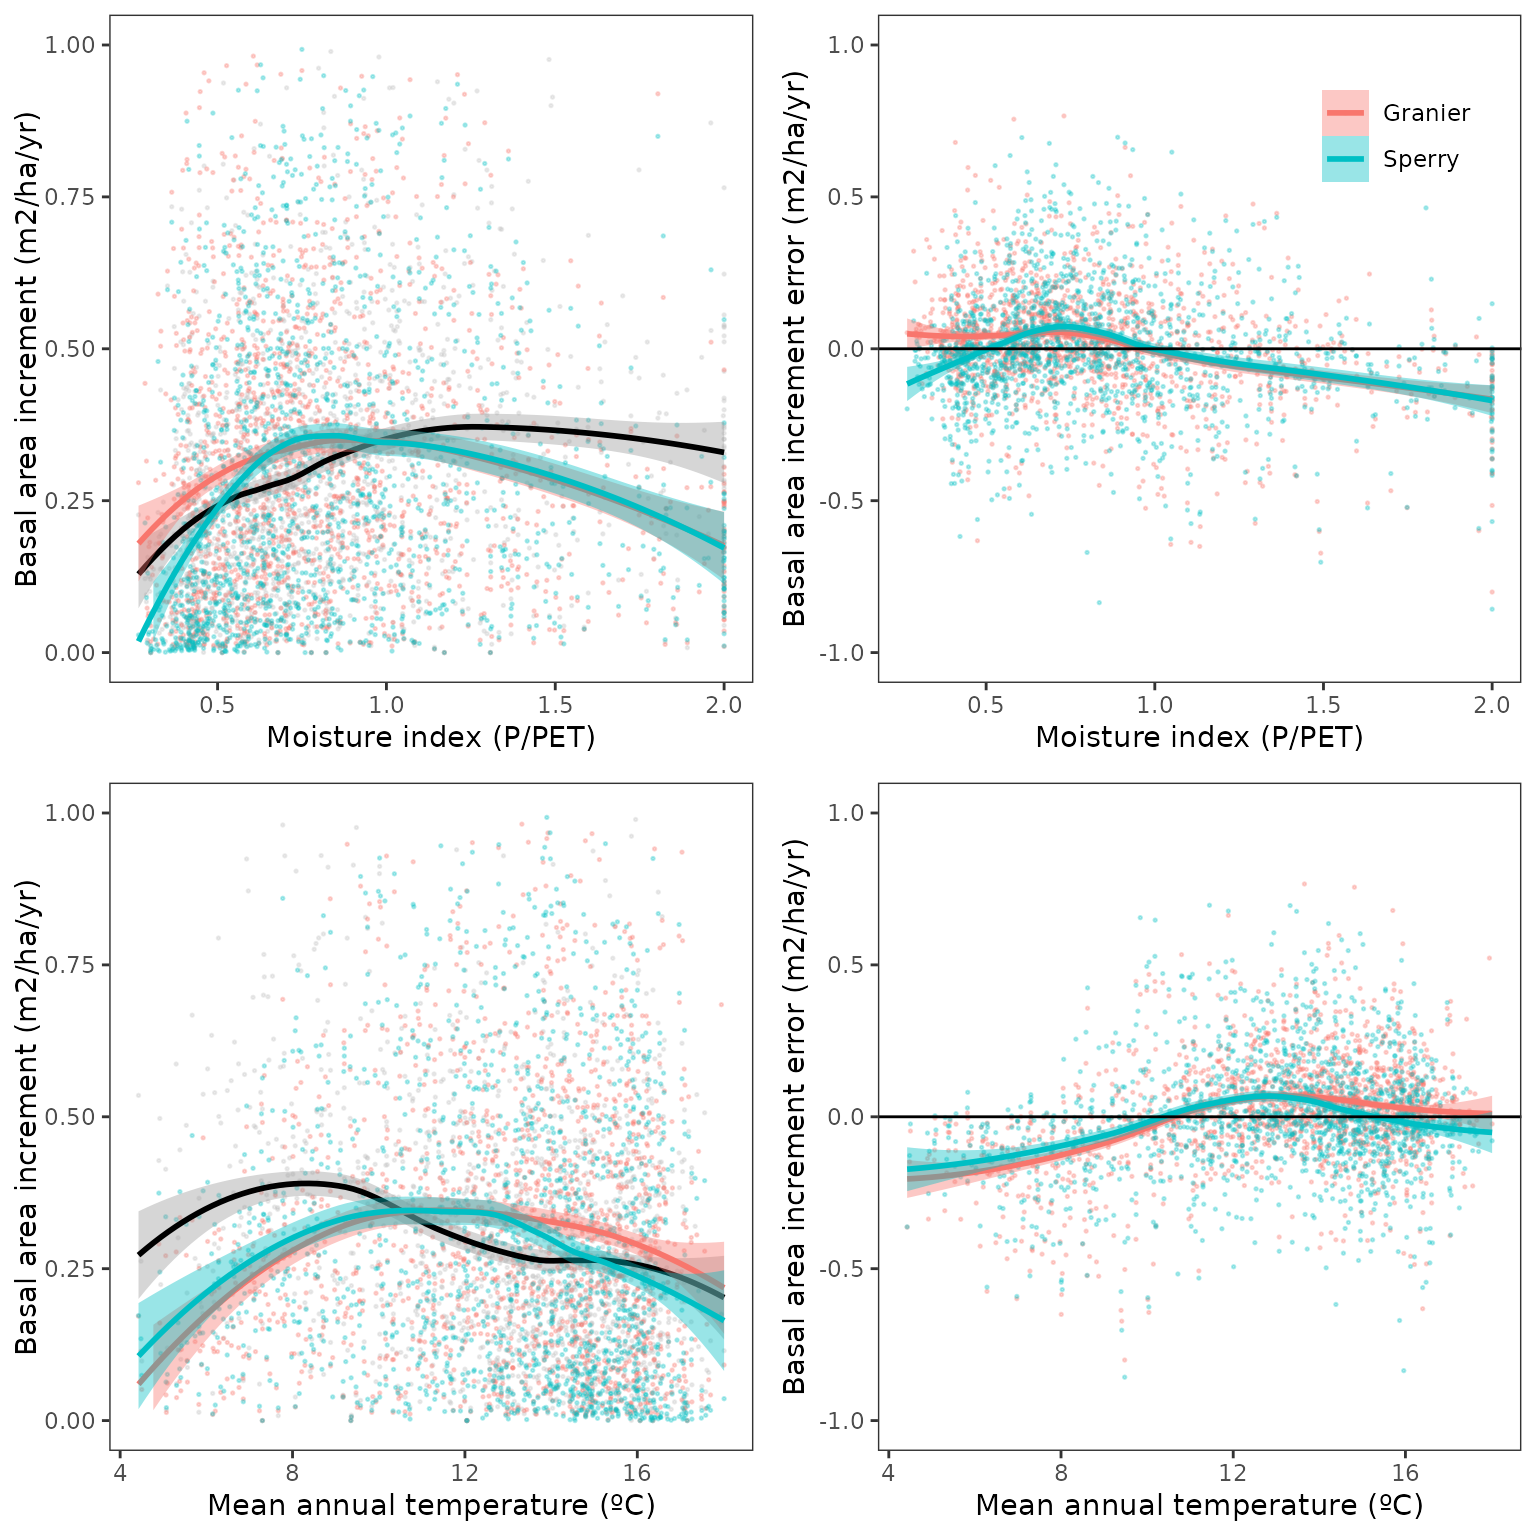 Basal area increment (m2/ha/yr)
1.00
0.75
0.50
0.25
0.00
0.5 1.0 1.5 2.0
Moisture index (P/PET)
Basal area increment error (m2/ha/yr)
1.0
0.5
0.0
-0.5
-1.0
Granier
Sperry
0.5 1.0 1.5 2.0
Moisture index (P/PET)
Basal area increment (m2/ha/yr)
1.00
0.75
0.50
0.25
0.00
4 8 12 16
Mean annual temperature (ºC)
Basal area increment error (m2/ha/yr)
1.0
0.5
0.0
-0.5
-1.0
4 8 12 16
Mean annual temperature (ºC)